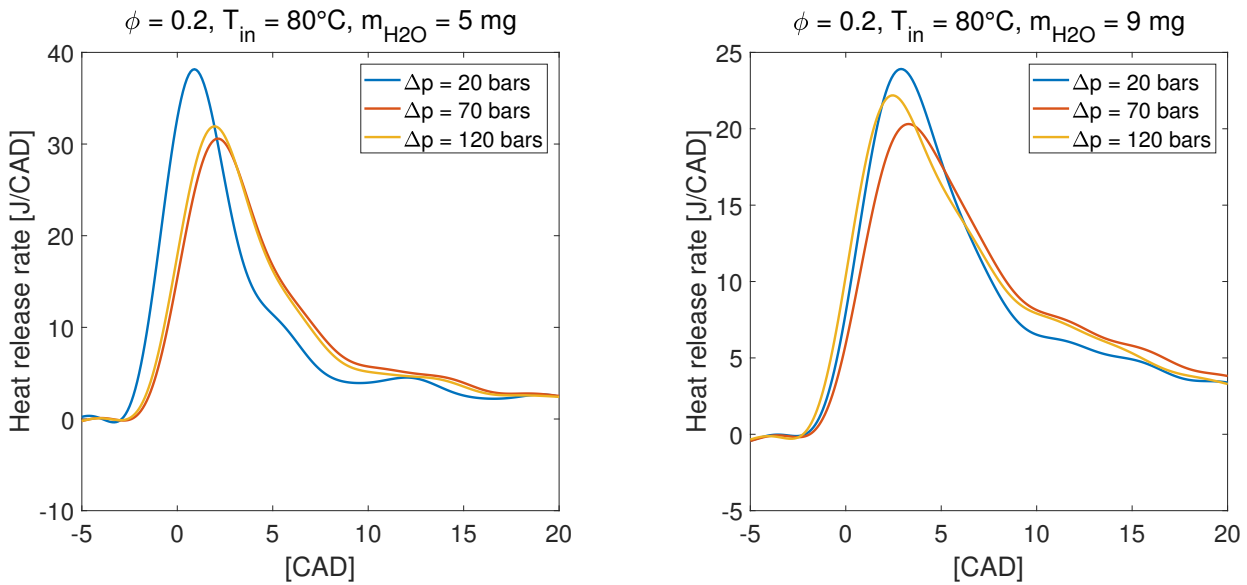 ϕ = 0.2, T_in = 80°C, m_H2O = 5 mg
40
30
20
10
0
-10
Heat release rate [J/CAD]
Δp = 20 bars
Δp = 70 bars
Δp = 120 bars
-5 0 5 10 15 20
[CAD]
ϕ = 0.2, T_in = 80°C, m_H2O = 9 mg
25
20
15
10
5
0
-5
Heat release rate [J/CAD]
Δp = 20 bars
Δp = 70 bars
Δp = 120 bars
-5 0 5 10 15 20
[CAD]